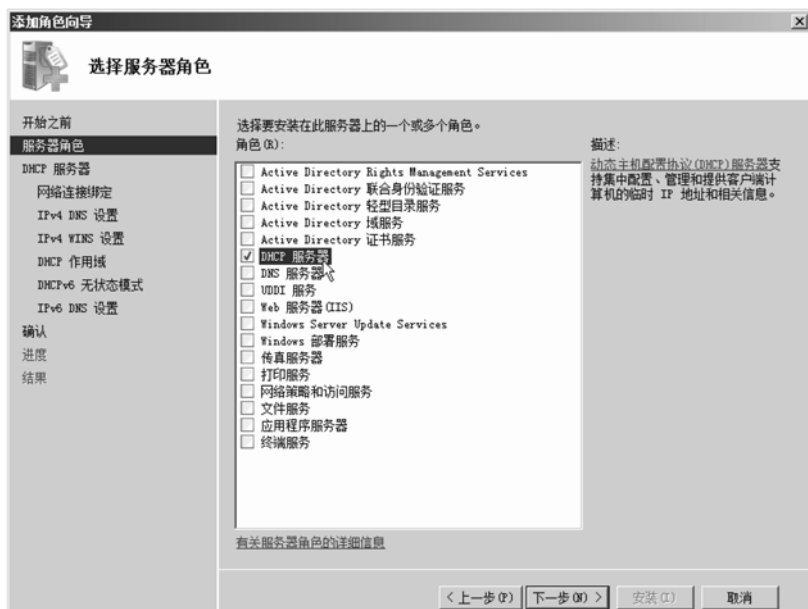 添加角色向导
选择服务器角色
开始之前
服务器角色
DHCP 服务器
网络连接绑定
IPv4 DNS 设置
IPv4 WINS 设置
DHCP 作用域
DHCPv6 无状态模式
IPv6 DNS 设置
确认
进度
结果
选择要安装在此服务器上的一个或多个角色。
角色(R):
Active Directory Rights Management Services
Active Directory 联合身份验证服务
Active Directory 轻型目录服务
Active Directory 域服务
Active Directory 证书服务
DHCP 服务器
DNS 服务器
UDDI 服务
Web 服务器(IIS)
Windows Server Update Services
Windows 部署服务
传真服务器
打印服务
网络策略和访问服务
文件服务
应用程序服务器
终端服务
有关服务器角色的详细信息
描述:
动态主机配置协议(DHCP)服务器支
持集中配置、管理和提供客户端计
算机的临时 IP 地址和相关信息。
< 上一步(P)
下一步(N) >
安装(I)
取消